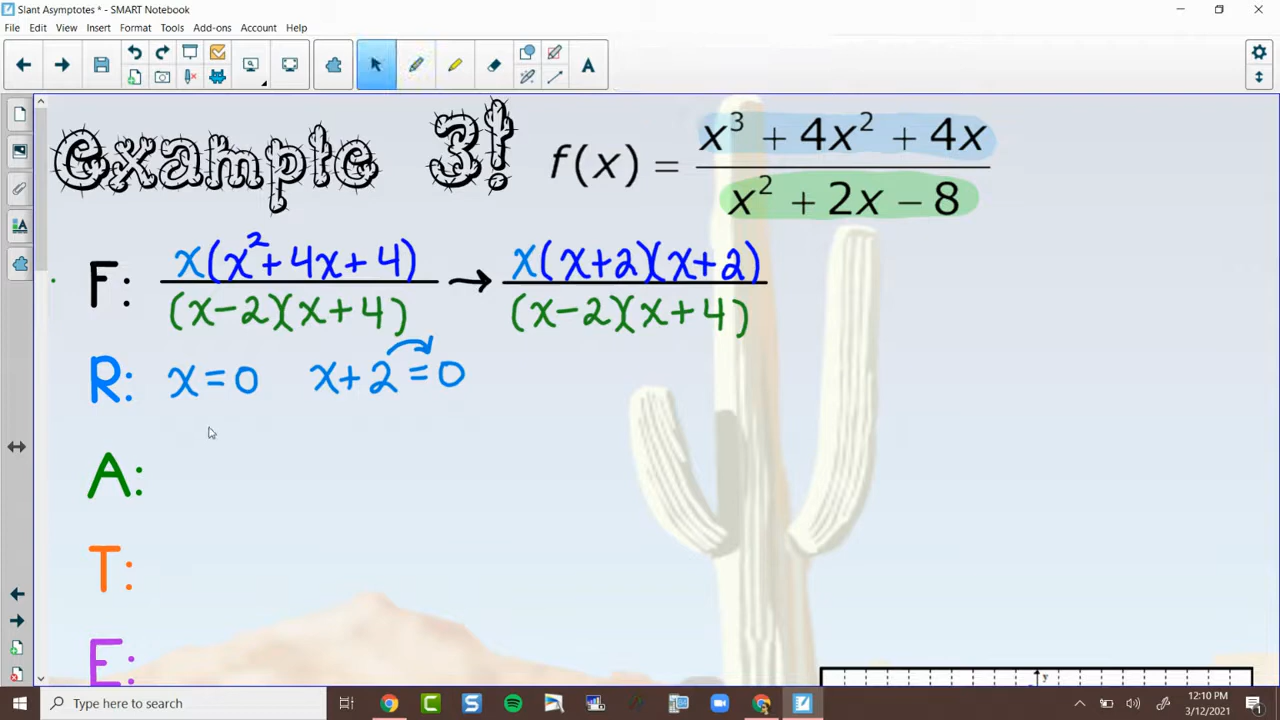 Slant Asymptotes * - SMART Notebook
File Edit View Insert Format Tools Add-ons Account Help
Example 3!
f(x) = (x³ + 4x² + 4x)/(x² + 2x − 8)
F: x(x²+4x+4)/(x−2)(x+4) → x(x+2)(x+2)/(x−2)(x+4)
R: x=0 x+2=0
A:
T:
E:
y
Type here to search
12:10 PM
3/12/2021